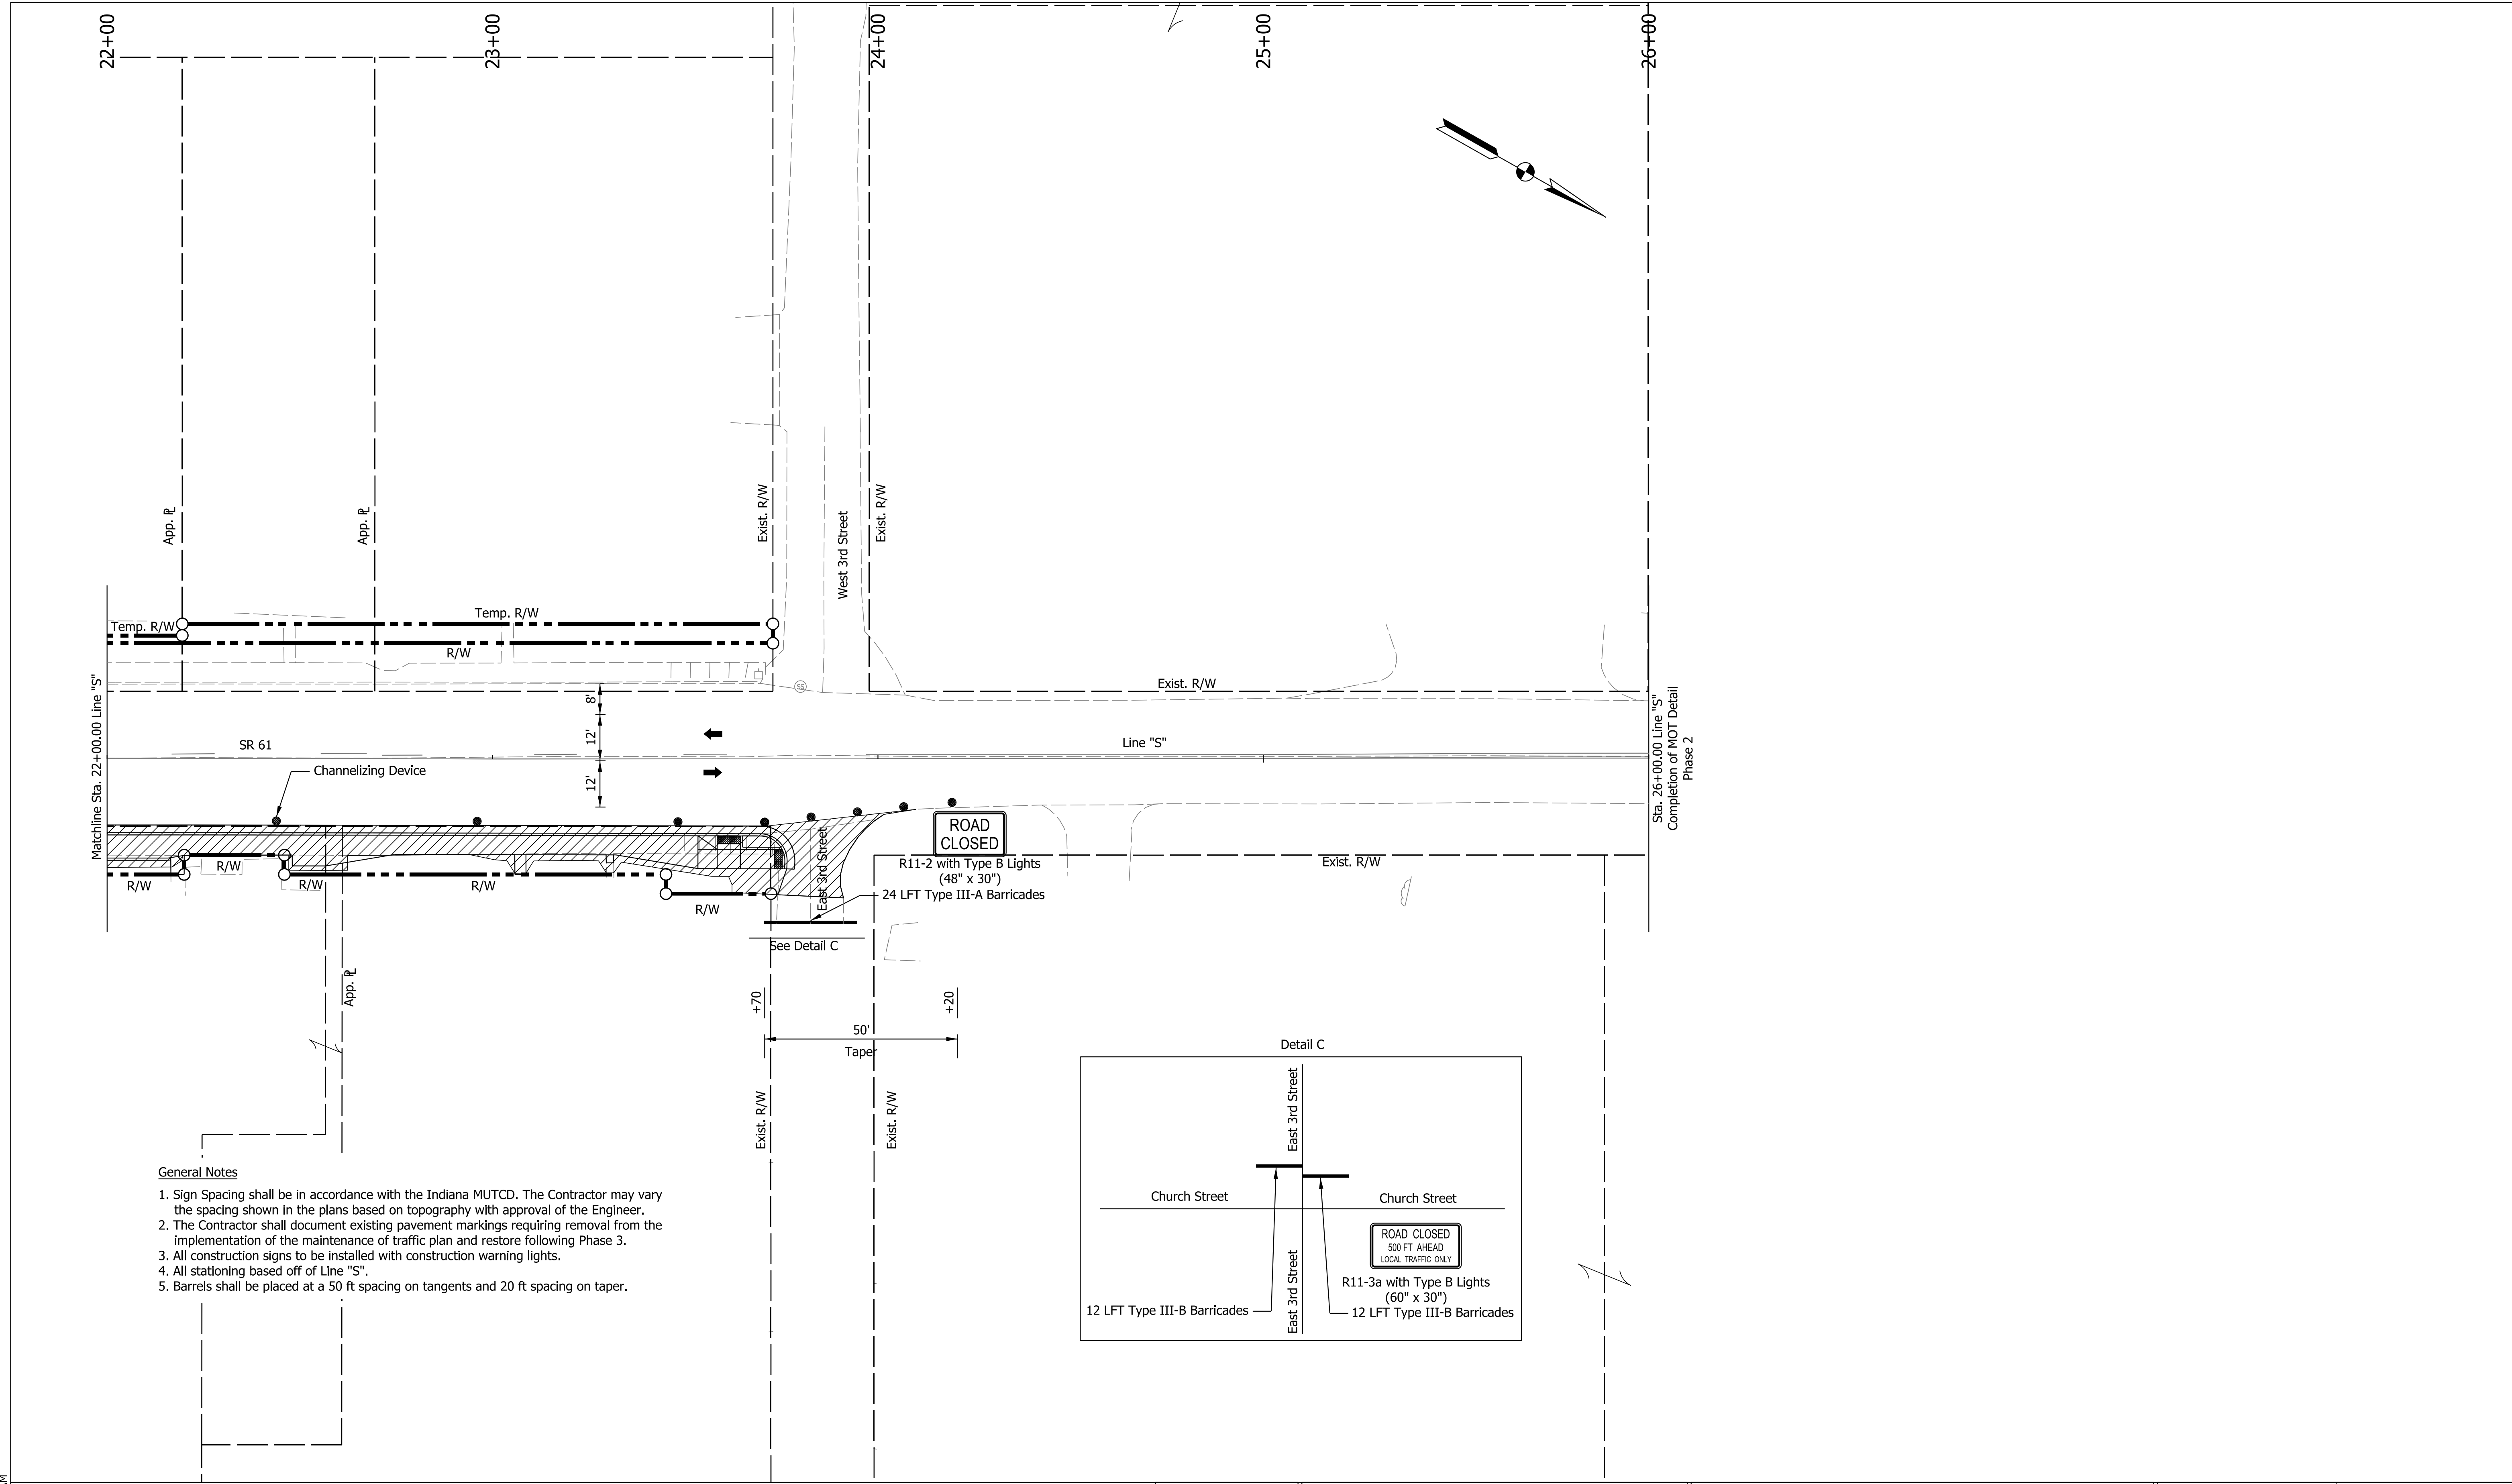 22+00
23+00
24+00
25+00
26+00
App. PL
App. PL
Exist. R/W
West 3rd Street
Exist. R/W
Temp. R/W
Temp. R/W
R/W
Matchline Sta. 22+00.00 Line "S"
SS
Exist. R/W
8'
12'
12'
SR 61
Line "S"
Channelizing Device
Sta. 26+00.00 Line "S"
Completion of MOT Detail
Phase 2
ROAD
CLOSED
R11-2 with Type B Lights
(48" x 30")
24 LFT Type III-A Barricades
Exist. R/W
East 3rd Street
R/W
R/W
R/W
R/W
R/W
See Detail C
App. PL
+70
+20
50'
Taper
Exist. R/W
Exist. R/W
Detail C
East 3rd Street
Church Street
Church Street
ROAD CLOSED
500 FT AHEAD
LOCAL TRAFFIC ONLY
R11-3a with Type B Lights
(60" x 30")
12 LFT Type III-B Barricades
12 LFT Type III-B Barricades
East 3rd Street
General Notes
1. Sign Spacing shall be in accordance with the Indiana MUTCD. The Contractor may vary
the spacing shown in the plans based on topography with approval of the Engineer.
2. The Contractor shall document existing pavement markings requiring removal from the
implementation of the maintenance of traffic plan and restore following Phase 3.
3. All construction signs to be installed with construction warning lights.
4. All stationing based off of Line "S".
5. Barrels shall be placed at a 50 ft spacing on tangents and 20 ft spacing on taper.